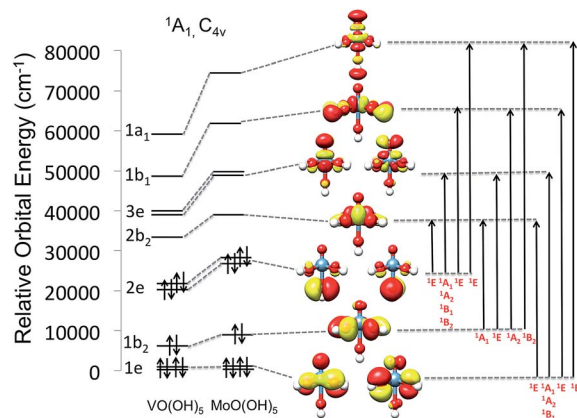 ¹A₁, C₄ᵥ
Relative Orbital Energy (cm⁻¹)
80000
70000
60000
50000
40000
30000
20000
10000
0
1a₁
1b₁
3e
2b₂
2e
1b₂
1e
VO(OH)₅ MoO(OH)₅
¹E ¹A₁ ¹E ¹E
¹A₂
¹B₁
¹B₂
¹A₁ ¹E ¹A₂ ¹B₂
¹E ¹A₁ ¹E
¹A₂